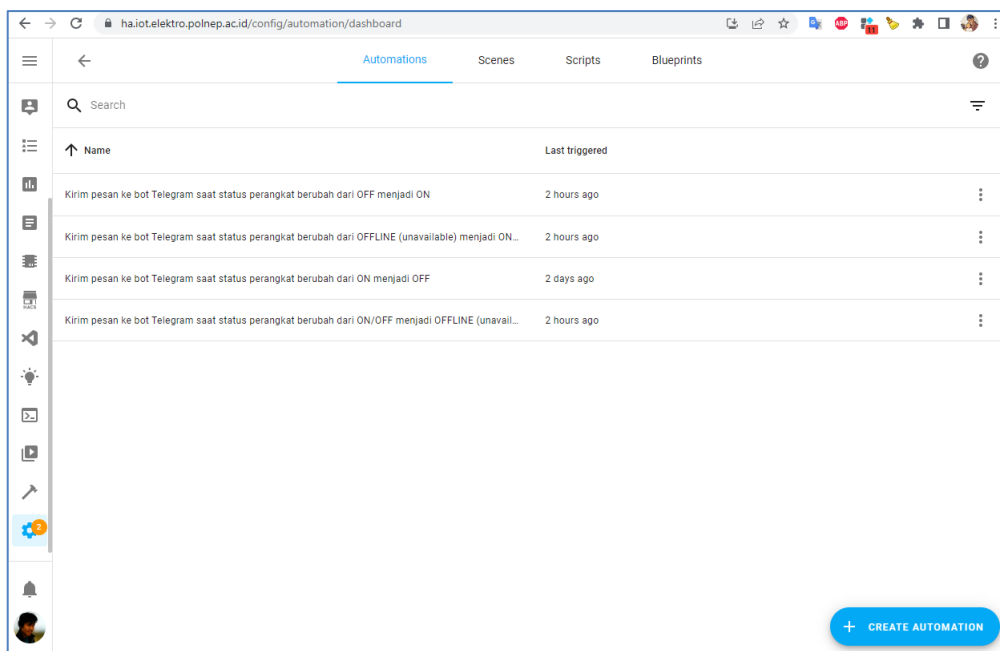 ha.iot.elektro.polnep.ac.id/config/automation/dashboard
ABP
11
Automations Scenes Scripts Blueprints
Search
Name Last triggered
Kirim pesan ke bot Telegram saat status perangkat berubah dari OFF menjadi ON 2 hours ago
Kirim pesan ke bot Telegram saat status perangkat berubah dari OFFLINE (unavailable) menjadi ON... 2 hours ago
Kirim pesan ke bot Telegram saat status perangkat berubah dari ON menjadi OFF 2 days ago
Kirim pesan ke bot Telegram saat status perangkat berubah dari ON/OFF menjadi OFFLINE (unavail... 2 hours ago
HACS
2
CREATE AUTOMATION